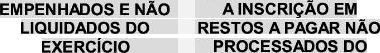 EMPENHADOS E NÃO
LIQUIDADOS DO
EXERCÍCIO
A INSCRIÇÃO EM
RESTOS A PAGAR NÃO
PROCESSADOS DO